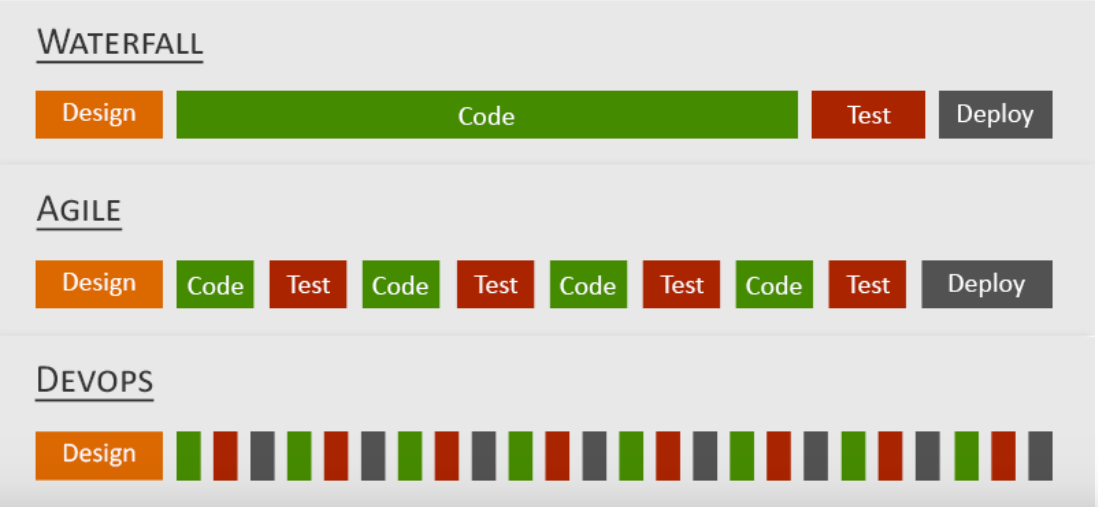 WATERFALL
Design Code Test Deploy
AGILE
Design Code Test Code Test Code Test Code Test Deploy
DEVOPS
Design